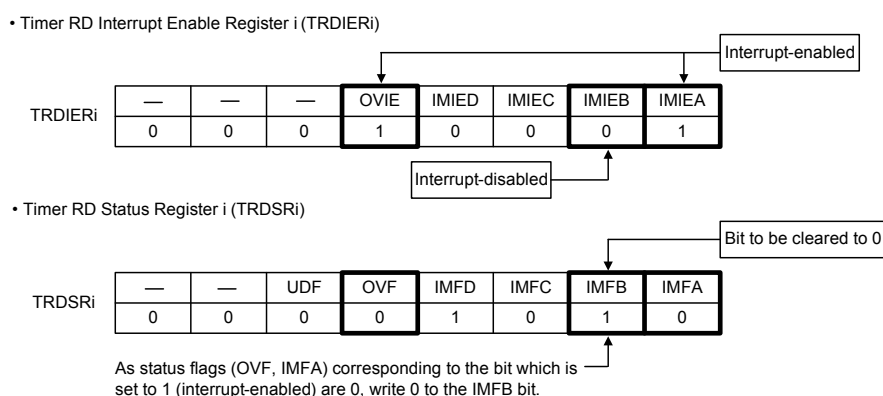 • Timer RD Interrupt Enable Register i (TRDIERi)
Interrupt-enabled
TRDIERi
— — — OVIE IMIED IMIEC IMIEB IMIEA
0 0 0 1 0 0 0 1
Interrupt-disabled
• Timer RD Status Register i (TRDSRi)
Bit to be cleared to 0
TRDSRi
— — UDF OVF IMFD IMFC IMFB IMFA
0 0 0 0 1 0 1 0
As status flags (OVF, IMFA) corresponding to the bit which is
set to 1 (interrupt-enabled) are 0, write 0 to the IMFB bit.